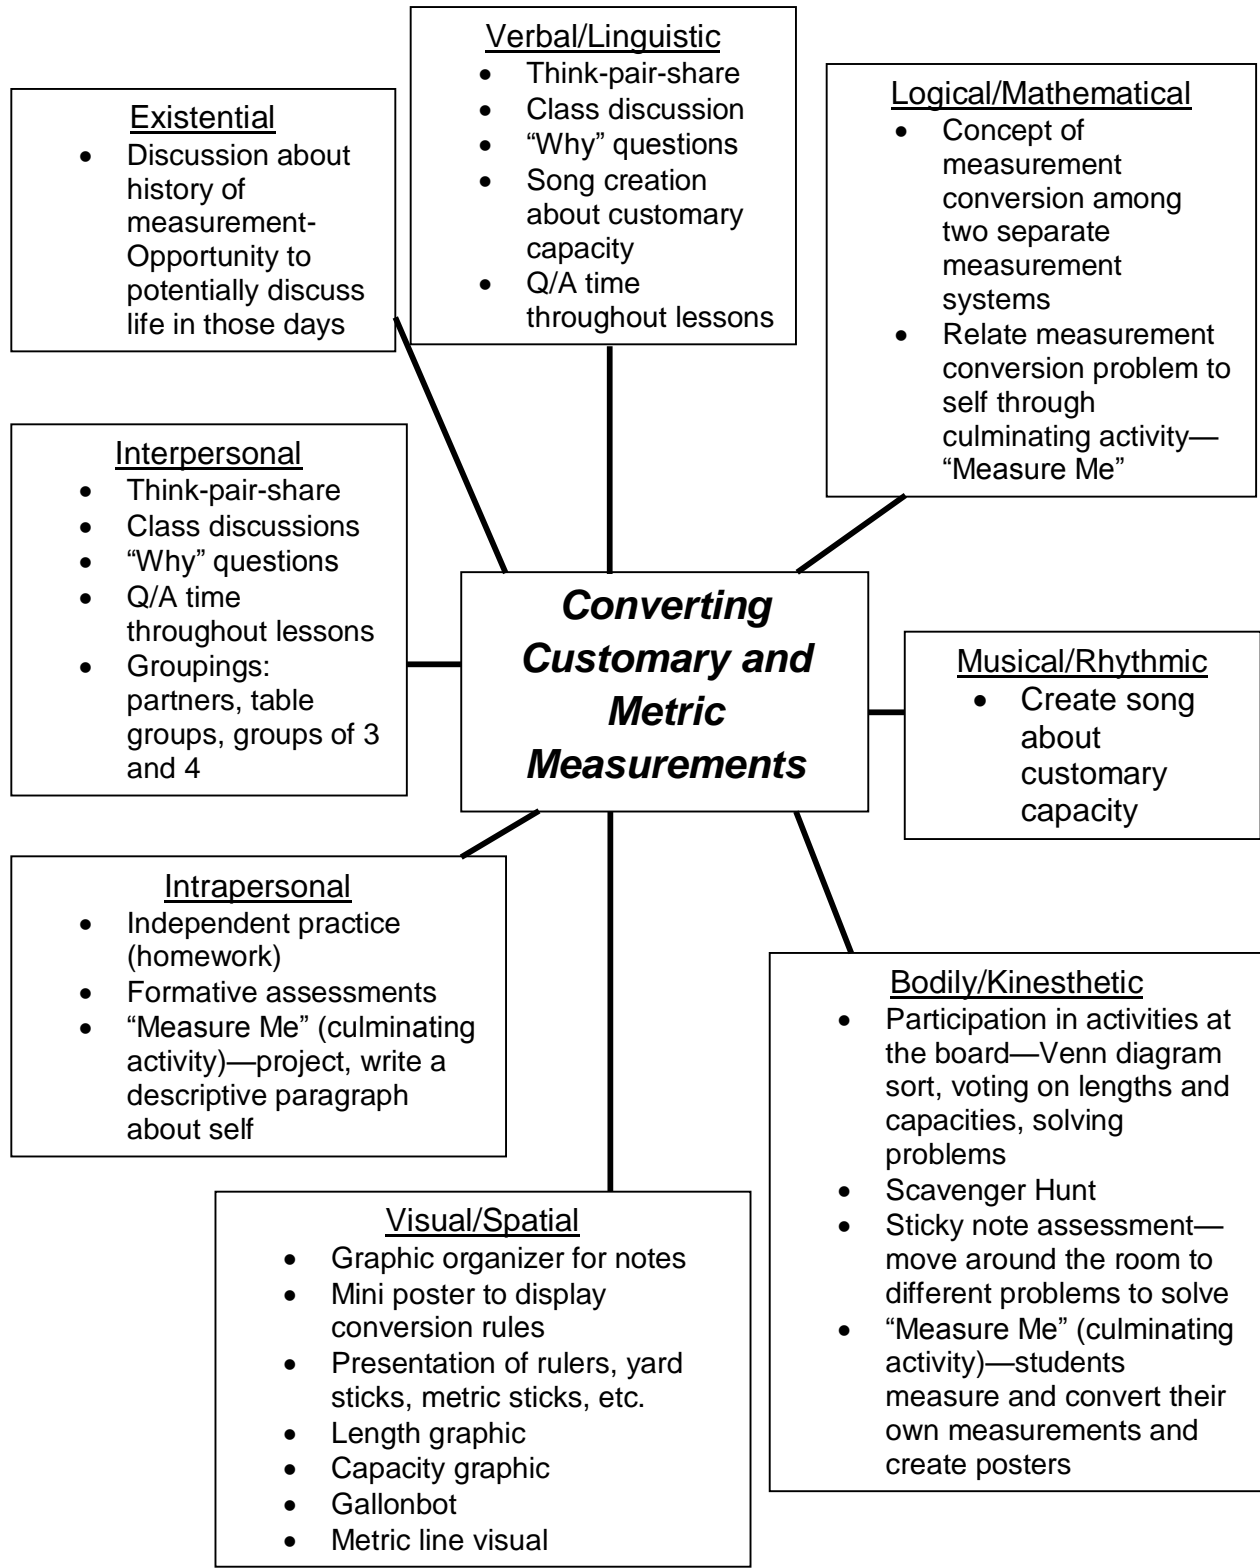 Verbal/Linguistic
• Think-pair-share
• Class discussion
• “Why” questions
• Song creation
about customary
capacity
• Q/A time
throughout lessons
Logical/Mathematical
• Concept of
measurement
conversion among
two separate
measurement
systems
• Relate measurement
conversion problem to
self through
culminating activity—
“Measure Me”
Existential
• Discussion about
history of
measurement-
Opportunity to
potentially discuss
life in those days
Interpersonal
• Think-pair-share
• Class discussions
• “Why” questions
• Q/A time
throughout lessons
• Groupings:
partners, table
groups, groups of 3
and 4
Converting
Customary and
Metric
Measurements
Musical/Rhythmic
• Create song
about
customary
capacity
Intrapersonal
• Independent practice
(homework)
• Formative assessments
• “Measure Me” (culminating
activity)—project, write a
descriptive paragraph
about self
Bodily/Kinesthetic
• Participation in activities at
the board—Venn diagram
sort, voting on lengths and
capacities, solving
problems
• Scavenger Hunt
• Sticky note assessment—
move around the room to
different problems to solve
• “Measure Me” (culminating
activity)—students
measure and convert their
own measurements and
create posters
Visual/Spatial
• Graphic organizer for notes
• Mini poster to display
conversion rules
• Presentation of rulers, yard
sticks, metric sticks, etc.
• Length graphic
• Capacity graphic
• Gallonbot
• Metric line visual